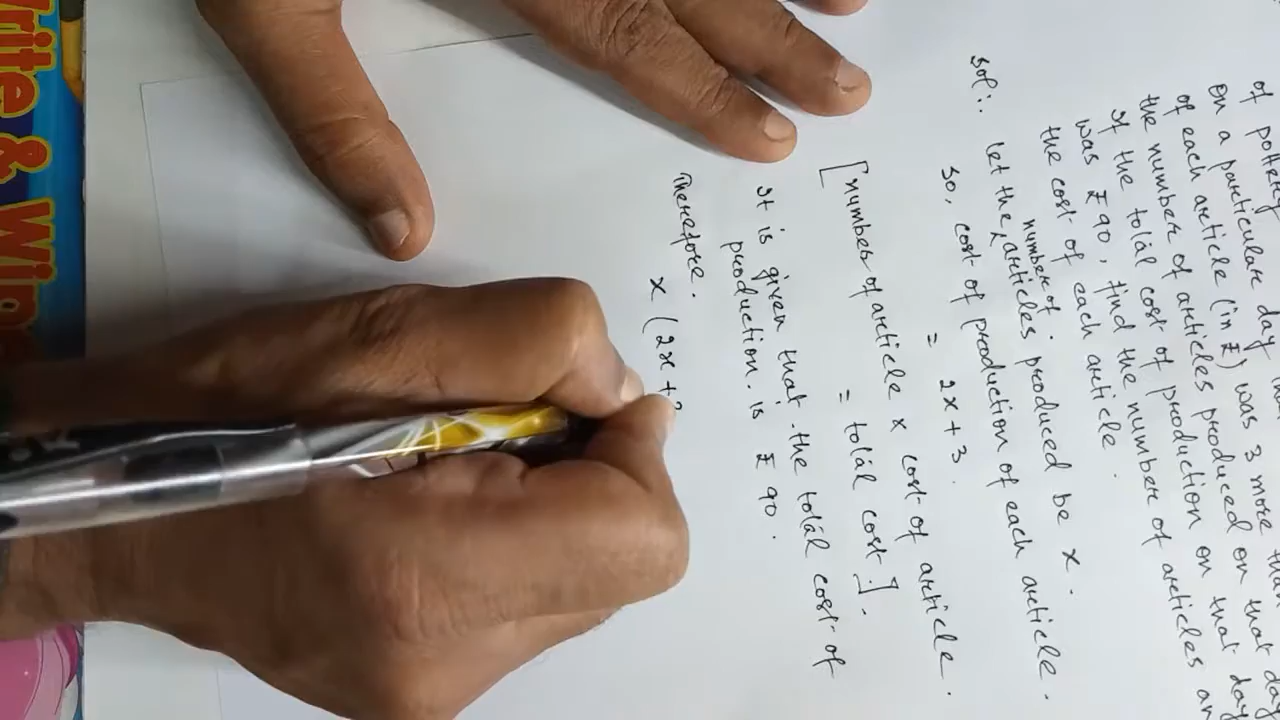 of pottery
on a particular day
of each article (in ₹) was 3 more than
the number of articles produced on that day
of the total cost of production on that day
was ₹ 90, find the number of articles an
the cost of each article.
Sol:. let the number of articles produced be x.
So, cost of production of each article.
= 2x + 3.
[number of article x cost of article.
= total cost].
It is given that the total cost of
production. is ₹ 90.
Therefore.
x (2x +
rite & Wipe